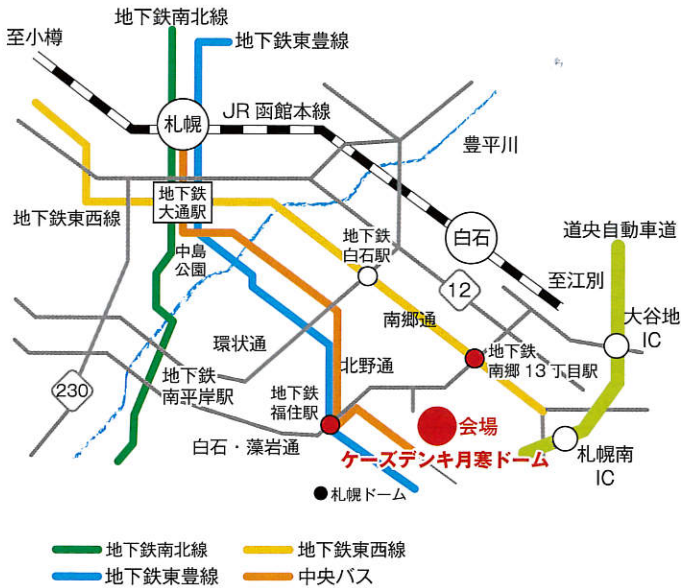 地下鉄南北線
至小樽
地下鉄東豊線
JR 函館本線
札幌
豊平川
地下鉄
大通駅
地下鉄東西線
中島
公園
地下鉄
白石駅
白石
道央自動車道
至江別
12
大谷地
IC
南郷通
環状通
北野通
地下鉄
南郷 13 丁目駅
230
地下鉄
南平岸駅
地下鉄
福住駅
白石・藻岩通
会場
ケーズデンキ月寒ドーム
札幌南
IC
札幌ドーム
地下鉄南北線
地下鉄東西線
地下鉄東豊線
中央バス